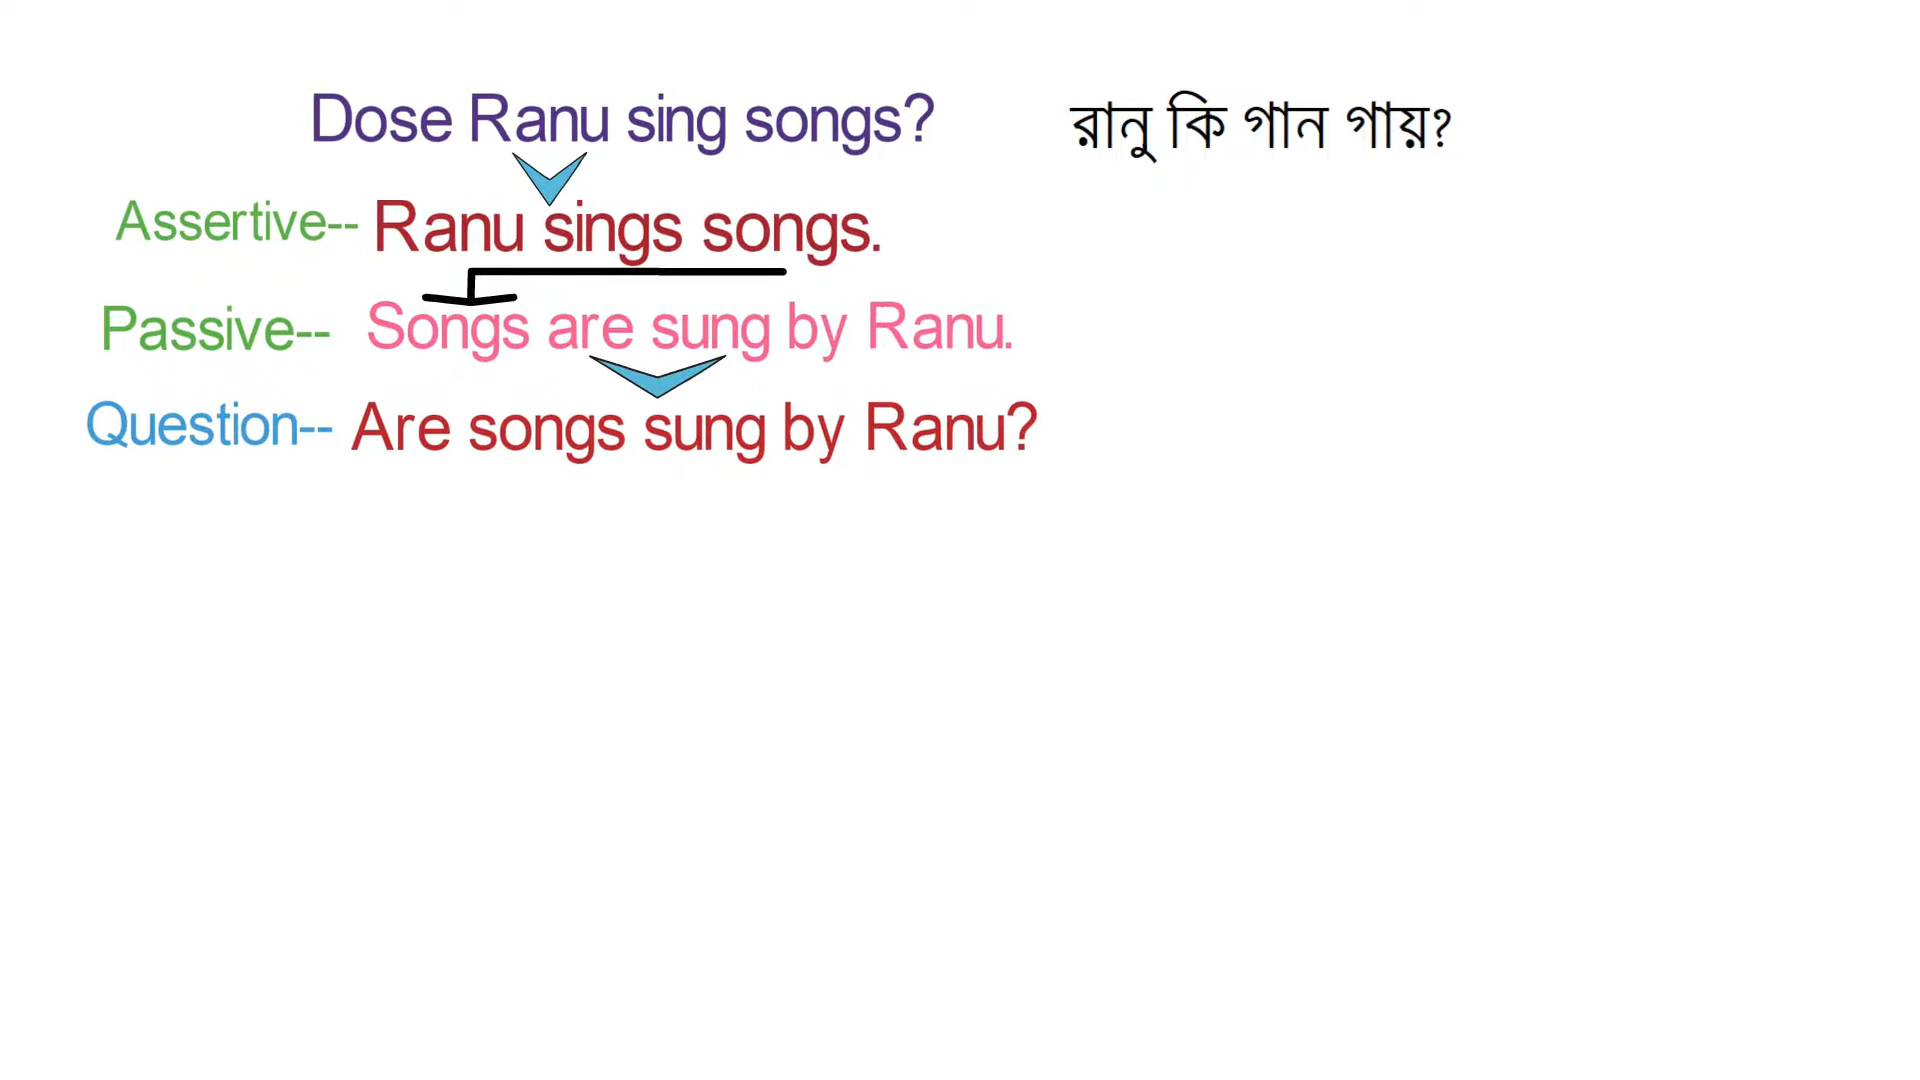 Dose Ranu sing songs? রানু কি গান গায়?
Assertive-- Ranu sings songs.
Passive-- Songs are sung by Ranu.
Question-- Are songs sung by Ranu?